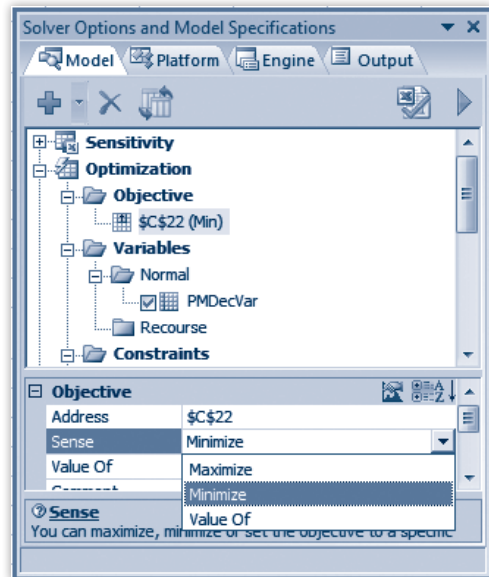 Solver Options and Model Specifications
Model Platform Engine Output
Sensitivity
Optimization
Objective
$C$22 (Min)
Variables
Normal
PMDecVar
Recourse
Constraints
Objective
Address $C$22
Sense Minimize
Value Of Maximize
Comment Minimize
Value Of
Sense
You can maximize, minimize or set the objective to a specific